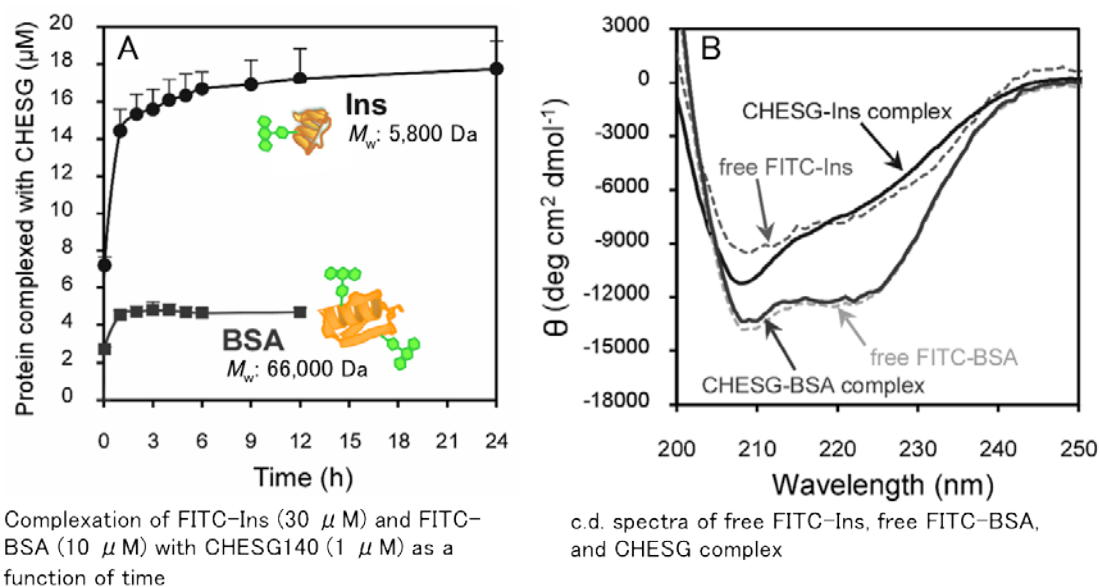 A
Protein complexed with CHESG (μM)
20
18
16
14
12
10
8
6
4
2
0
Ins
Mw: 5,800 Da
BSA
Mw: 66,000 Da
0 3 6 9 12 15 18 21 24
Time (h)
Complexation of FITC-Ins (30 μM) and FITC-
BSA (10 μM) with CHESG140 (1 μM) as a
function of time
B
Θ (deg cm² dmol⁻¹)
3000
0
-3000
-6000
-9000
-12000
-15000
-18000
CHESG-Ins complex
free FITC-Ins
free FITC-BSA
CHESG-BSA complex
200 210 220 230 240 250
Wavelength (nm)
c.d. spectra of free FITC-Ins, free FITC-BSA,
and CHESG complex